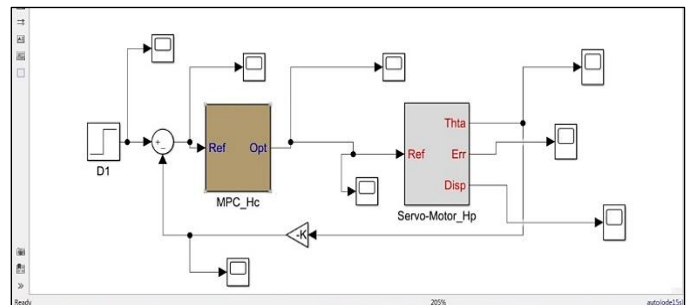 Thta
Ref Opt Ref Err
D1
Disp
MPC_Hc
Servo-Motor_Hp
-K
Ready 205% auto(ode15s)